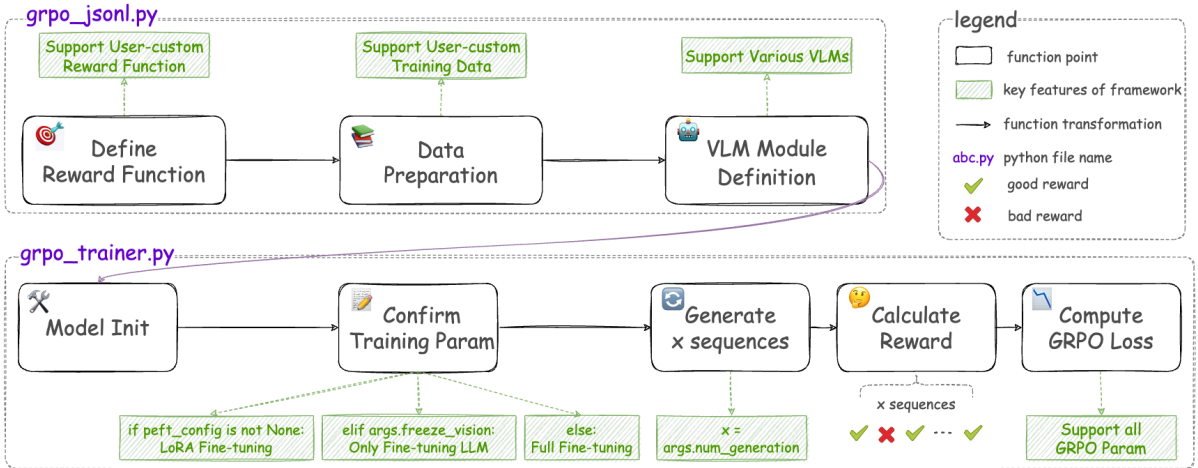 grpo_jsonl.py
Support User-custom
Reward Function
Support User-custom
Training Data
Support Various VLMs
Define
Reward Function
Data
Preparation
VLM Module
Definition
legend
function point
key features of framework
function transformation
abc.py python file name
good reward
bad reward
grpo_trainer.py
Model Init
Confirm
Training Param
Generate
x sequences
Calculate
Reward
Compute
GRPO Loss
if peft_config is not None:
LoRA Fine-tuning
elif args.freeze_vision:
Only Fine-tuning LLM
else:
Full Fine-tuning
x =
args.num_generation
x sequences
Support all
GRPO Param